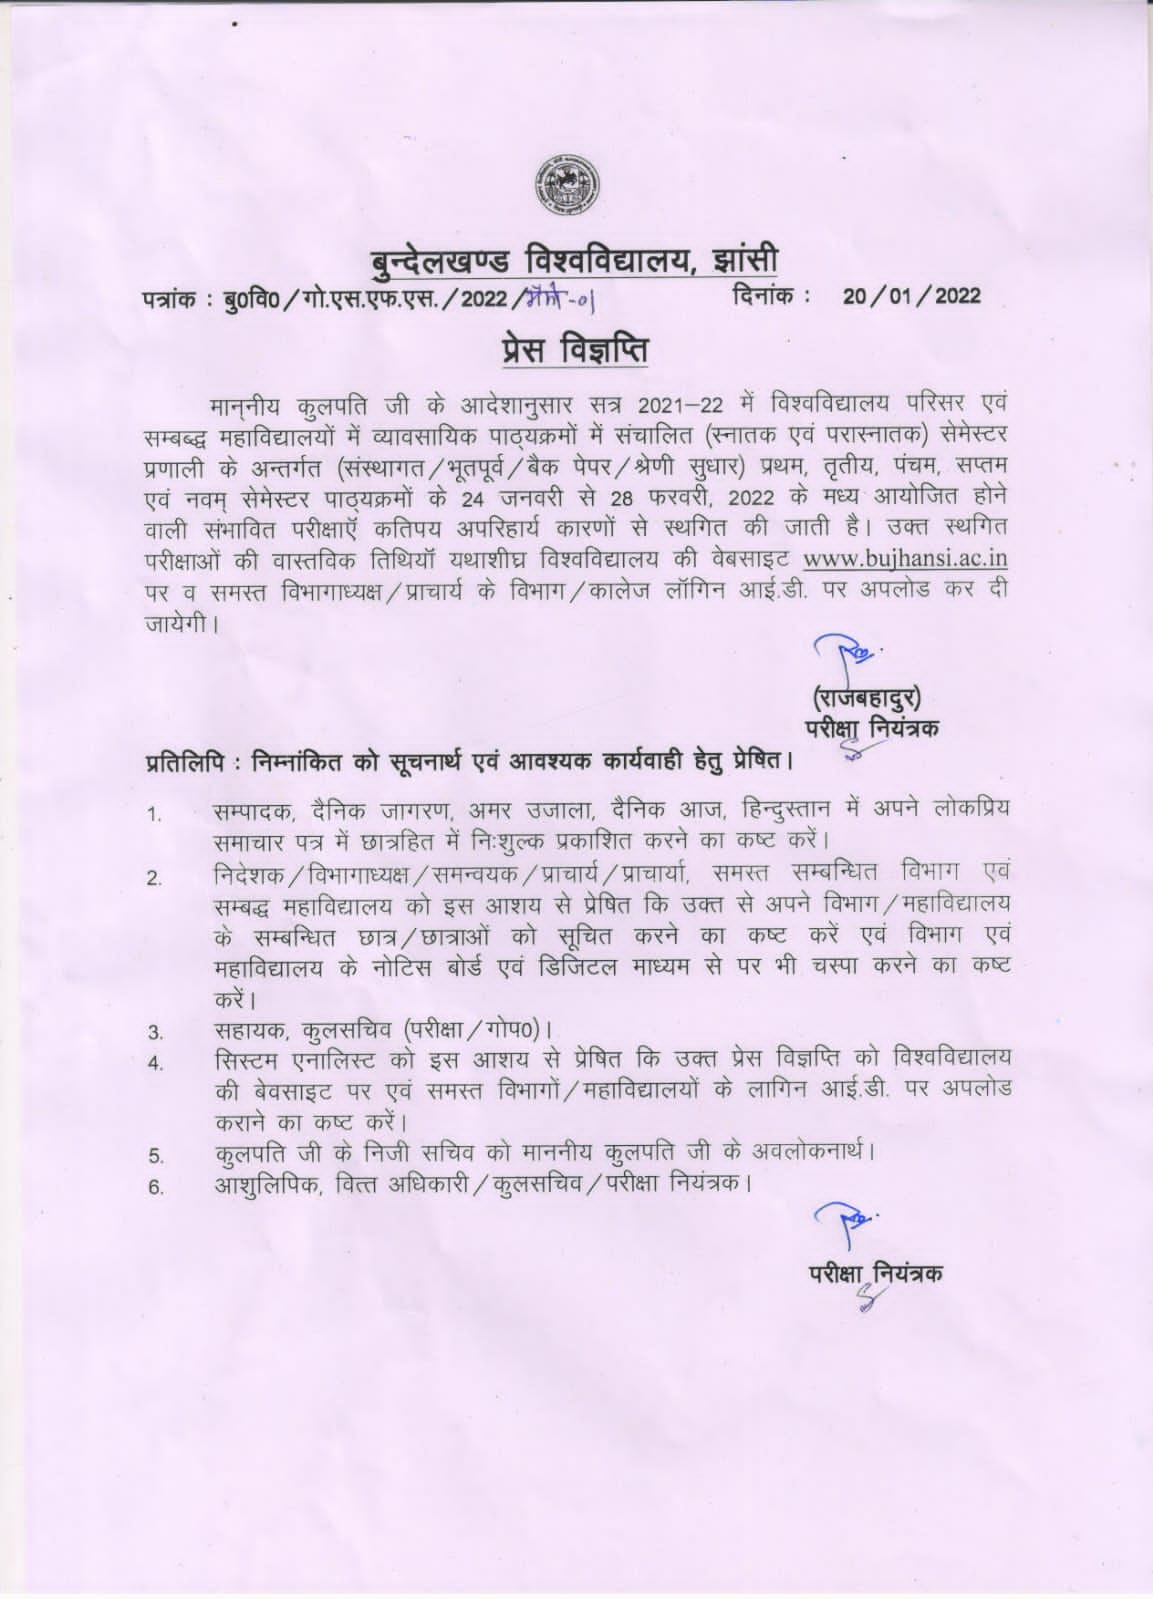 बुन्देलखण्ड विश्वविद्यालय, झांसी
पत्रांक : बु0वि0/गो.एस.एफ.एस./2022/ -01
दिनांक : 20/01/2022
प्रेस विज्ञप्ति
मान्नीय कुलपति जी के आदेशानुसार सत्र 2021–22 में विश्वविद्यालय परिसर एवं
सम्बब्द्ध महाविद्यालयों में व्यावसायिक पाठ्यक्रमों में संचालित (स्नातक एवं परास्नातक) सेमेस्टर
प्रणाली के अन्तर्गत (संस्थागत/भूतपूर्व/बैक पेपर/श्रेणी सुधार) प्रथम, तृतीय, पंचम, सप्तम
एवं नवम् सेमेस्टर पाठ्यक्रमों के 24 जनवरी से 28 फरवरी, 2022 के मध्य आयोजित होने
वाली संभावित परीक्षाऍ कतिपय अपरिहार्य कारणों से स्थगित की जाती है। उक्त स्थगित
परीक्षाओं की वास्तविक तिथियॉ यथाशीघ्र विश्वविद्यालय की वेबसाइट www.bujhansi.ac.in
पर व समस्त विभागाध्यक्ष/प्राचार्य के विभाग/कालेज लॉगिन आई.डी. पर अपलोड कर दी
जायेगी।
(राजबहादुर)
परीक्षा नियंत्रक
प्रतिलिपि : निम्नांकित को सूचनार्थ एवं आवश्यक कार्यवाही हेतु प्रेषित।
1. सम्पादक, दैनिक जागरण, अमर उजाला, दैनिक आज, हिन्दुस्तान में अपने लोकप्रिय
समाचार पत्र में छात्रहित में निःशुल्क प्रकाशित करने का कष्ट करें।
2. निदेशक/विभागाध्यक्ष/समन्वयक/प्राचार्य/प्राचार्या, समस्त सम्बन्धित विभाग एवं
सम्बद्ध महाविद्यालय को इस आशय से प्रेषित कि उक्त से अपने विभाग/महाविद्यालय
के सम्बन्धित छात्र/छात्राओं को सूचित करने का कष्ट करें एवं विभाग एवं
महाविद्यालय के नोटिस बोर्ड एवं डिजिटल माध्यम से पर भी चस्पा करने का कष्ट
करें।
3. सहायक, कुलसचिव (परीक्षा/गोप0)।
4. सिस्टम एनालिस्ट को इस आशय से प्रेषित कि उक्त प्रेस विज्ञप्ति को विश्वविद्यालय
की बेवसाइट पर एवं समस्त विभागों/महाविद्यालयों के लागिन आई.डी. पर अपलोड
कराने का कष्ट करें।
5. कुलपति जी के निजी सचिव को माननीय कुलपति जी के अवलोकनार्थ।
6. आशुलिपिक, वित्त अधिकारी/कुलसचिव/परीक्षा नियंत्रक।
परीक्षा नियंत्रक